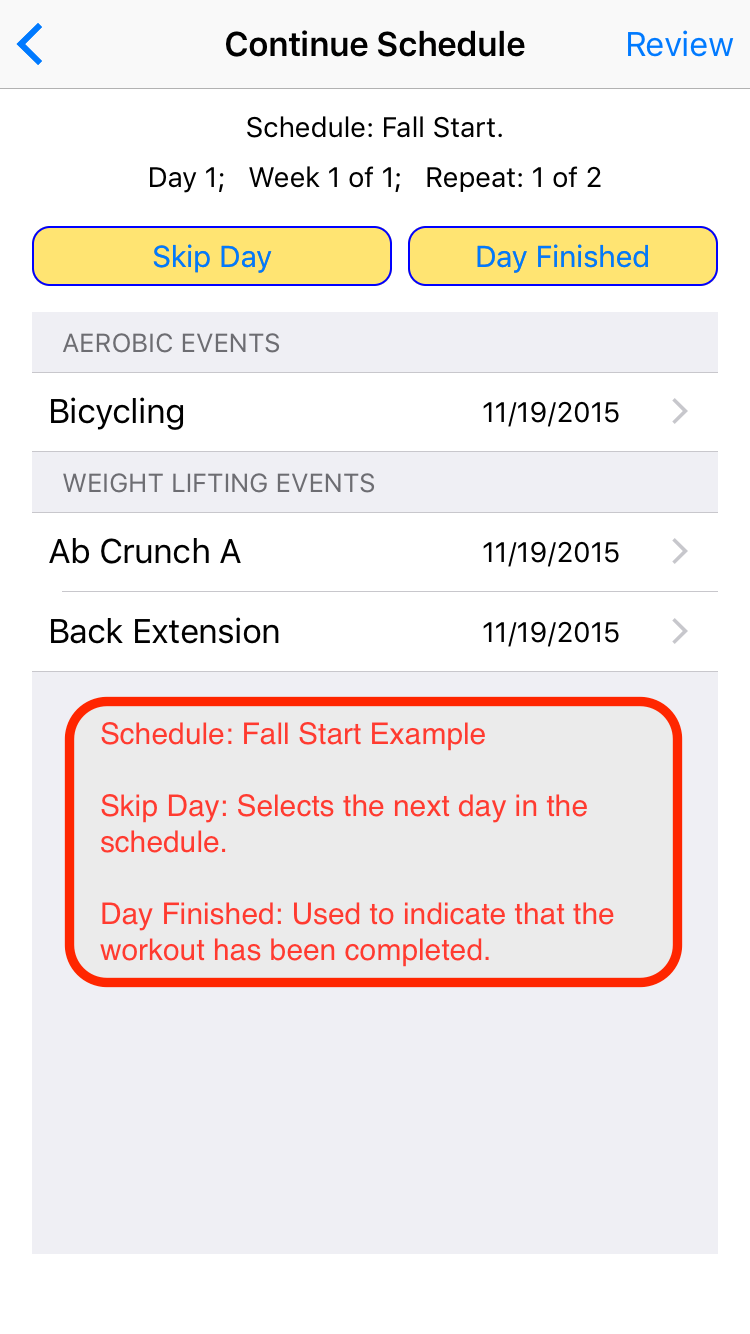 Continue Schedule
Review
Schedule: Fall Start.
Day 1; Week 1 of 1; Repeat: 1 of 2
Skip Day
Day Finished
AEROBIC EVENTS
Bicycling 11/19/2015
WEIGHT LIFTING EVENTS
Ab Crunch A 11/19/2015
Back Extension 11/19/2015
Schedule: Fall Start Example
Skip Day: Selects the next day in the
schedule.
Day Finished: Used to indicate that the
workout has been completed.